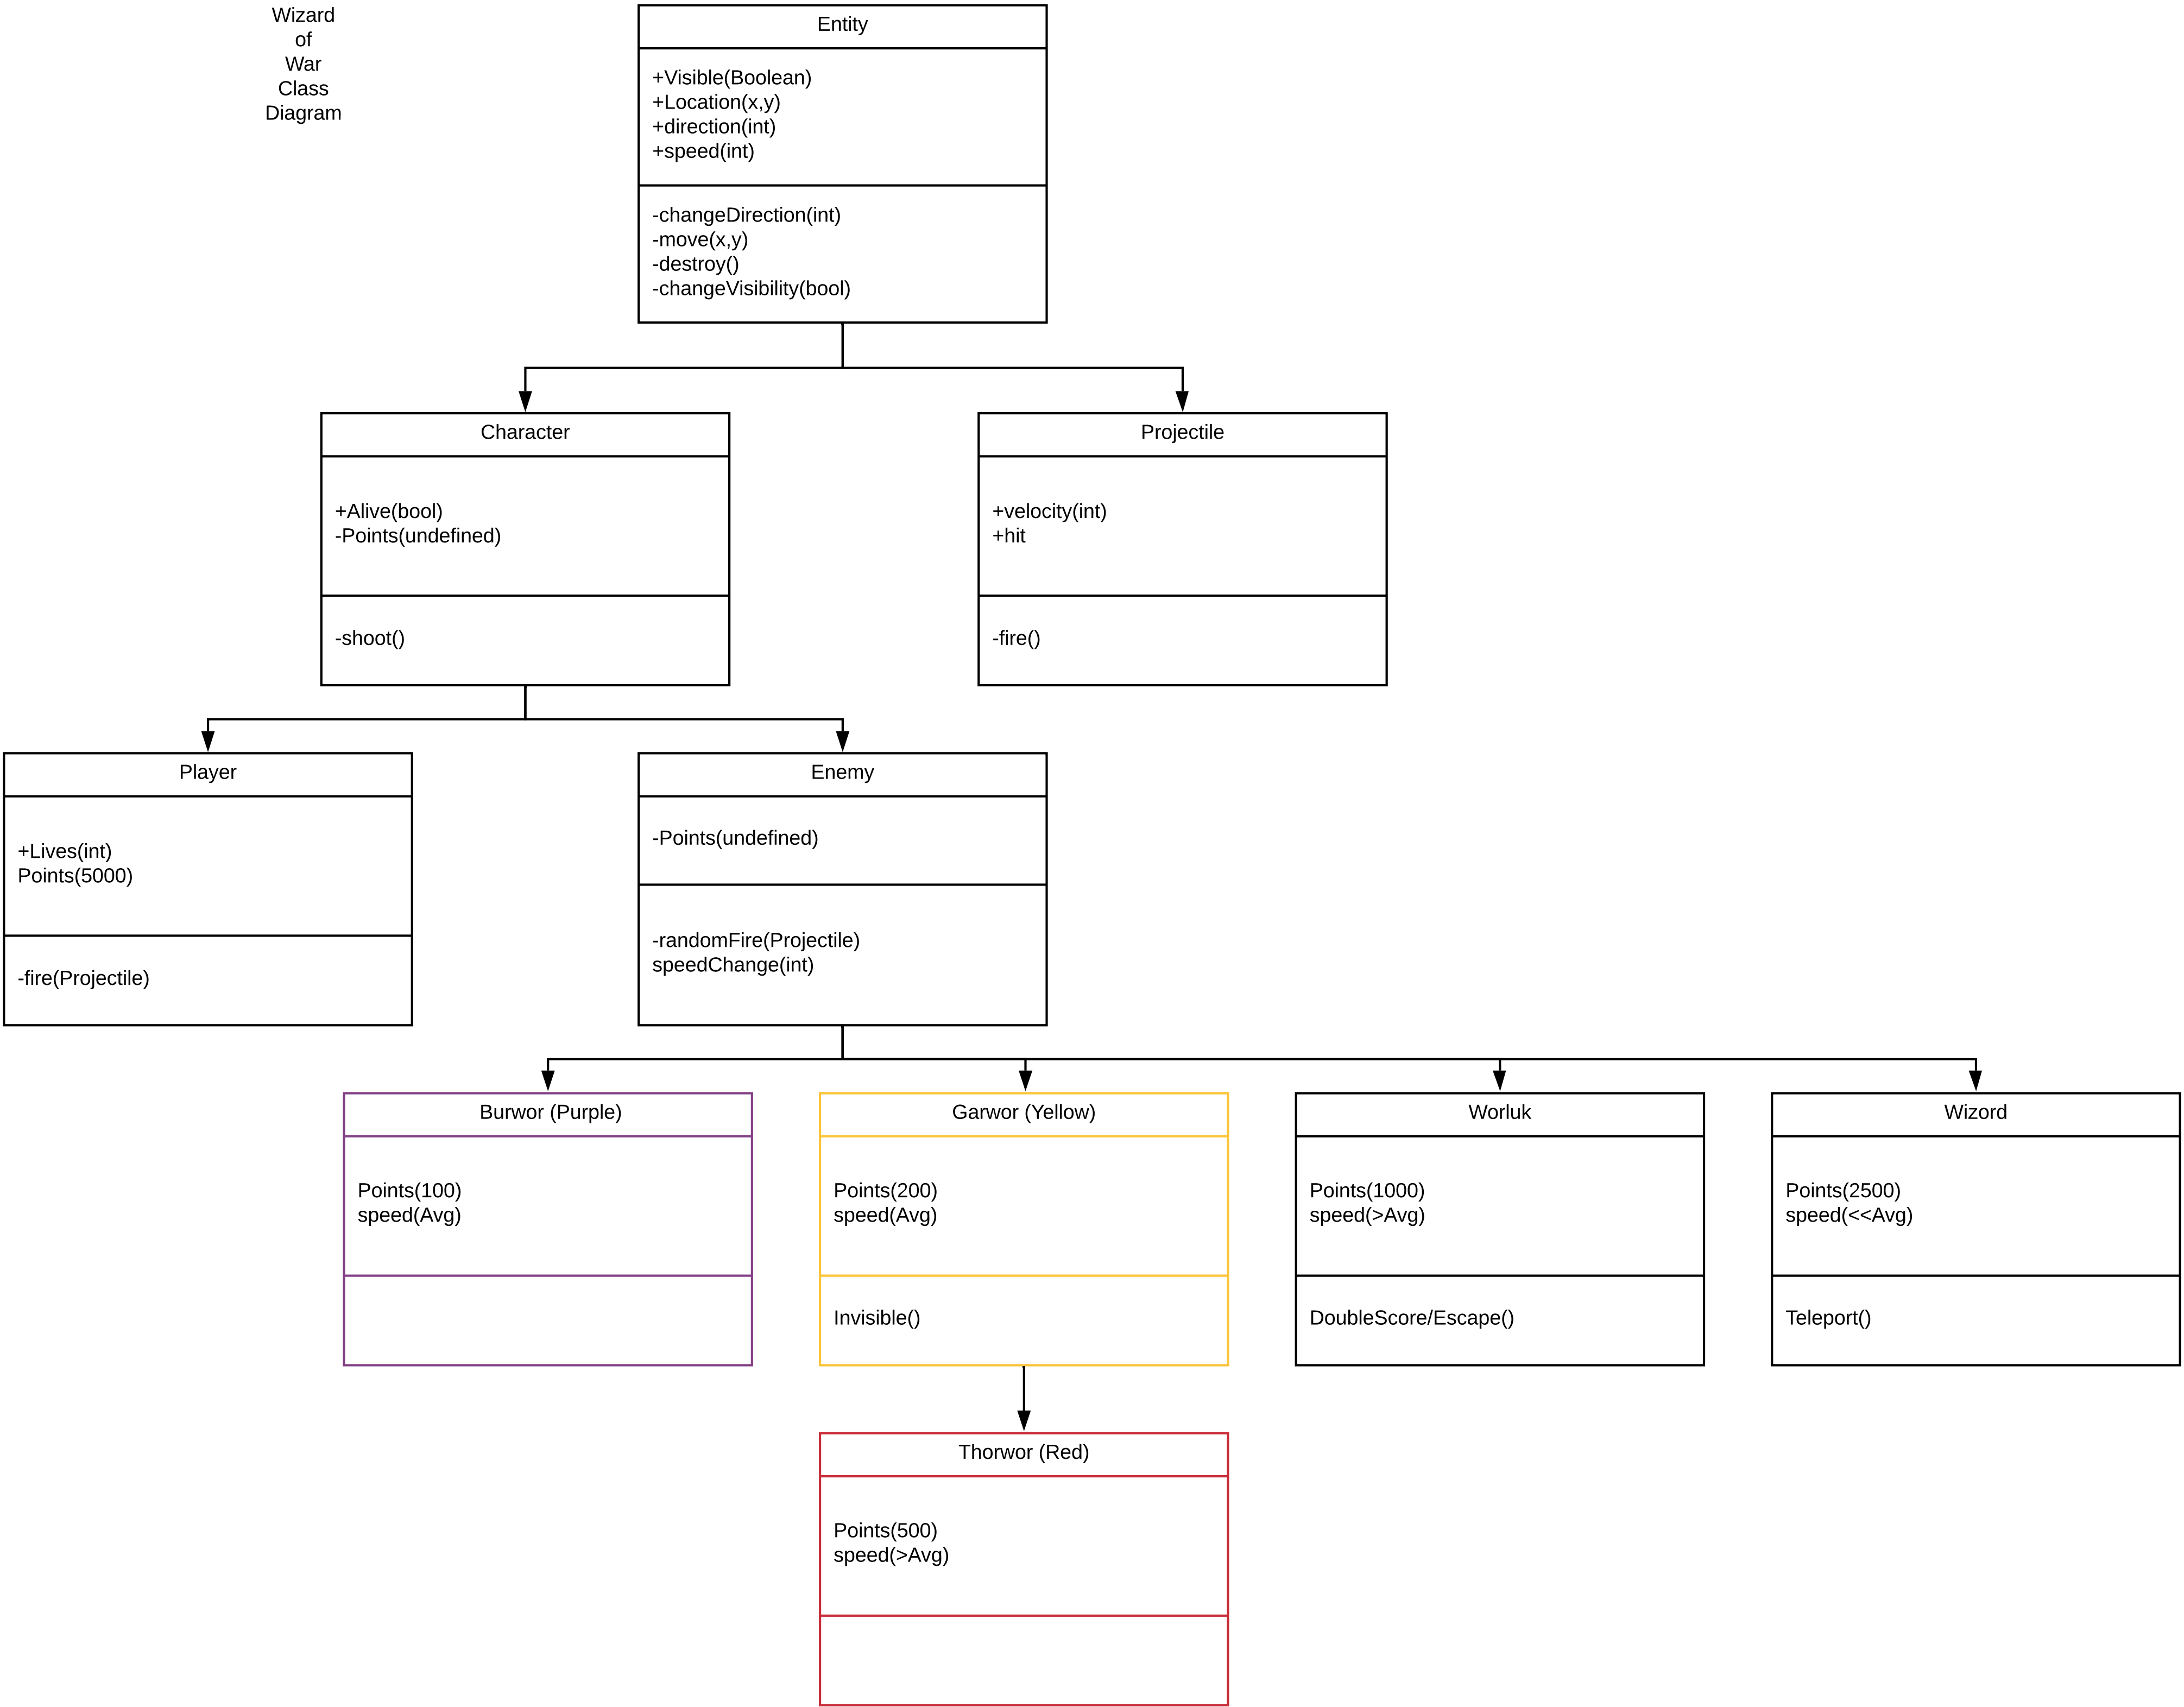 Wizard
of
War
Class
Diagram
Entity
+Visible(Boolean)
+Location(x,y)
+direction(int)
+speed(int)
-changeDirection(int)
-move(x,y)
-destroy()
-changeVisibility(bool)
Character
+Alive(bool)
-Points(undefined)
-shoot()
Projectile
+velocity(int)
+hit
-fire()
Player
+Lives(int)
Points(5000)
-fire(Projectile)
Enemy
-Points(undefined)
-randomFire(Projectile)
speedChange(int)
Burwor (Purple)
Points(100)
speed(Avg)
Garwor (Yellow)
Points(200)
speed(Avg)
Invisible()
Worluk
Points(1000)
speed(>Avg)
DoubleScore/Escape()
Wizord
Points(2500)
speed(<<Avg)
Teleport()
Thorwor (Red)
Points(500)
speed(>Avg)